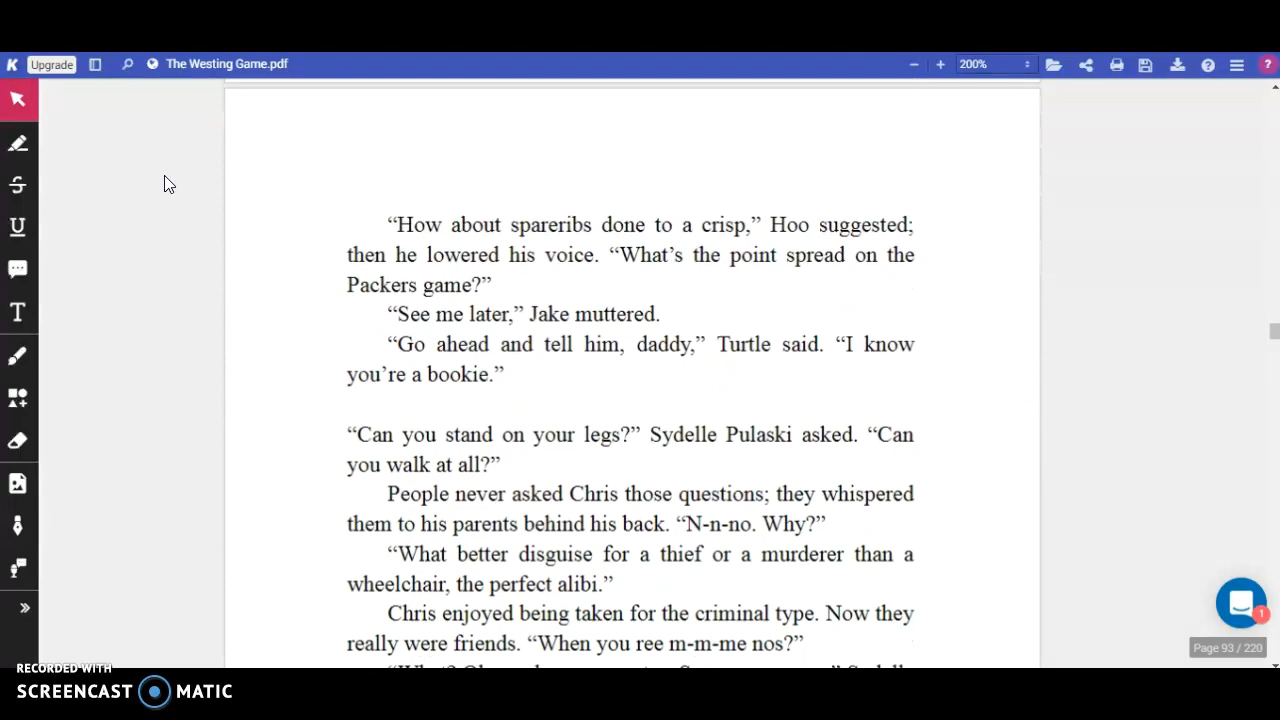 Upgrade
The Westing Game.pdf
200%
“How about spareribs done to a crisp,” Hoo suggested;
then he lowered his voice. “What’s the point spread on the
Packers game?”
“See me later,” Jake muttered.
“Go ahead and tell him, daddy,” Turtle said. “I know
you’re a bookie.”
“Can you stand on your legs?” Sydelle Pulaski asked. “Can
you walk at all?”
People never asked Chris those questions; they whispered
them to his parents behind his back. “N-n-no. Why?”
“What better disguise for a thief or a murderer than a
wheelchair, the perfect alibi.”
Chris enjoyed being taken for the criminal type. Now they
really were friends. “When you ree m-m-me nos?”
1
Page 93 / 220
RECORDED WITH
SCREENCAST MATIC